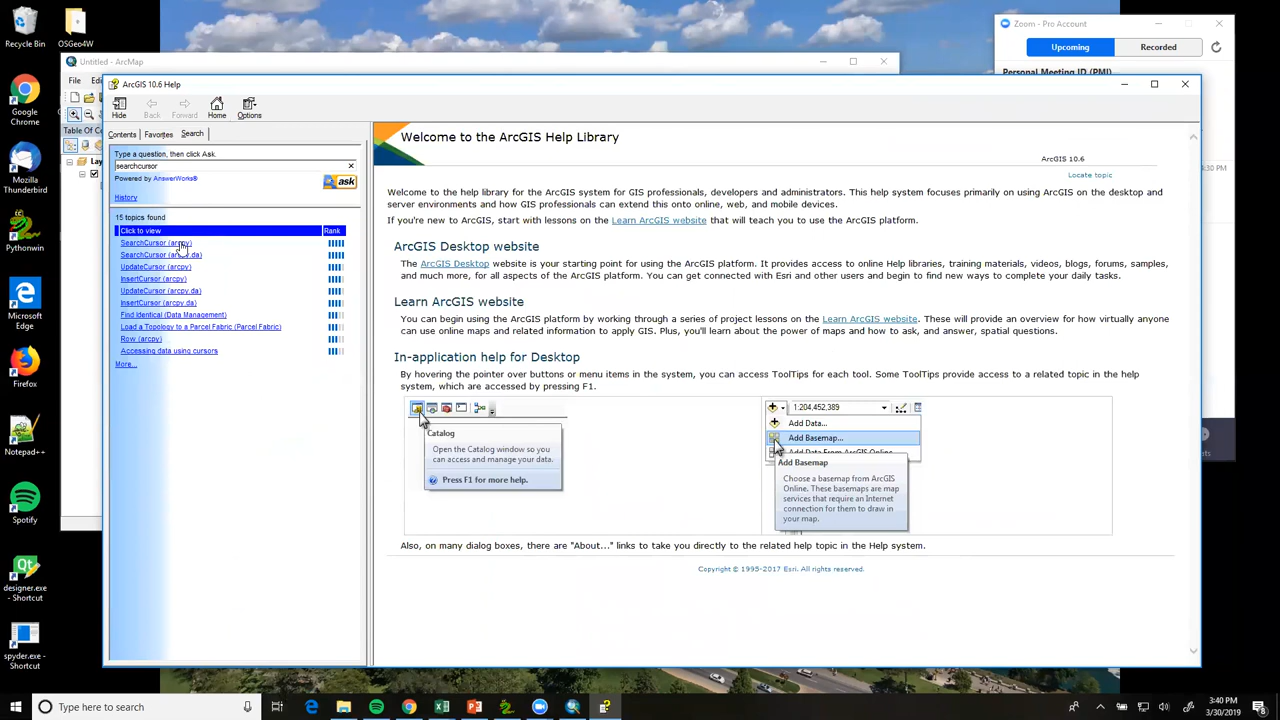 Recycle Bin
OSGeo4W
Google Chrome
Mozilla Thunderbird
Pythonwin
Microsoft Edge
Firefox
Notepad++
Spotify
designer.exe - Shortcut
spyder.exe - Shortcut
Untitled - ArcMap
File
Table Of Co
Lay
Zoom - Pro Account
Upcoming
Recorded
Personal Meeting ID (PMI)
4:30 PM
ArcGIS 10.6 Help
Hide
Back
Forward
Home
Options
Contents
Favorites
Search
Type a question, then click Ask.
searchcursor
Powered by AnswerWorks®
ask
History
15 topics found
Click to view
Rank
SearchCursor (arcpy)
SearchCursor (arcpy.da)
UpdateCursor (arcpy)
InsertCursor (arcpy)
UpdateCursor (arcpy.da)
InsertCursor (arcpy.da)
Find Identical (Data Management)
Load a Topology to a Parcel Fabric (Parcel Fabric)
Row (arcpy)
Accessing data using cursors
More...
Welcome to the ArcGIS Help Library
ArcGIS 10.6
Locate topic
Welcome to the help library for the ArcGIS system for GIS professionals, developers and administrators. This help system focuses primarily on using ArcGIS on the desktop and
server environments and how GIS professionals can extend this onto online, web, and mobile devices.
If you're new to ArcGIS, start with lessons on the Learn ArcGIS website that will teach you to use the ArcGIS platform.
ArcGIS Desktop website
The ArcGIS Desktop website is your starting point for using the ArcGIS platform. It provides access to online Help libraries, training materials, videos, blogs, forums, samples,
and much more, for all aspects of the ArcGIS platform. You can get connected with Esri and other users and begin to find new ways to complete your daily tasks.
Learn ArcGIS website
You can begin using the ArcGIS platform by working through a series of project lessons on the Learn ArcGIS website. These will provide an overview for how virtually anyone
can use online maps and related information to apply GIS. Plus, you'll learn about the power of maps and how to ask, and answer, spatial questions.
In-application help for Desktop
By hovering the pointer over buttons or menu items in the system, you can access ToolTips for each tool. Some ToolTips provide access to a related topic in the help
system, which are accessed by pressing F1.
Catalog
Open the Catalog window so you
can access and manage your data.
Press F1 for more help.
1:204,452,389
Add Data...
Add Basemap...
Add Data From ArcGIS Online
Add Basemap
Choose a basemap from ArcGIS
Online. These basemaps are map
services that require an Internet
connection for them to draw in
your map.
Also, on many dialog boxes, there are "About..." links to take you directly to the related help topic in the Help system.
Copyright © 1995-2017 Esri. All rights reserved.
Type here to search
3:40 PM
3/30/2019